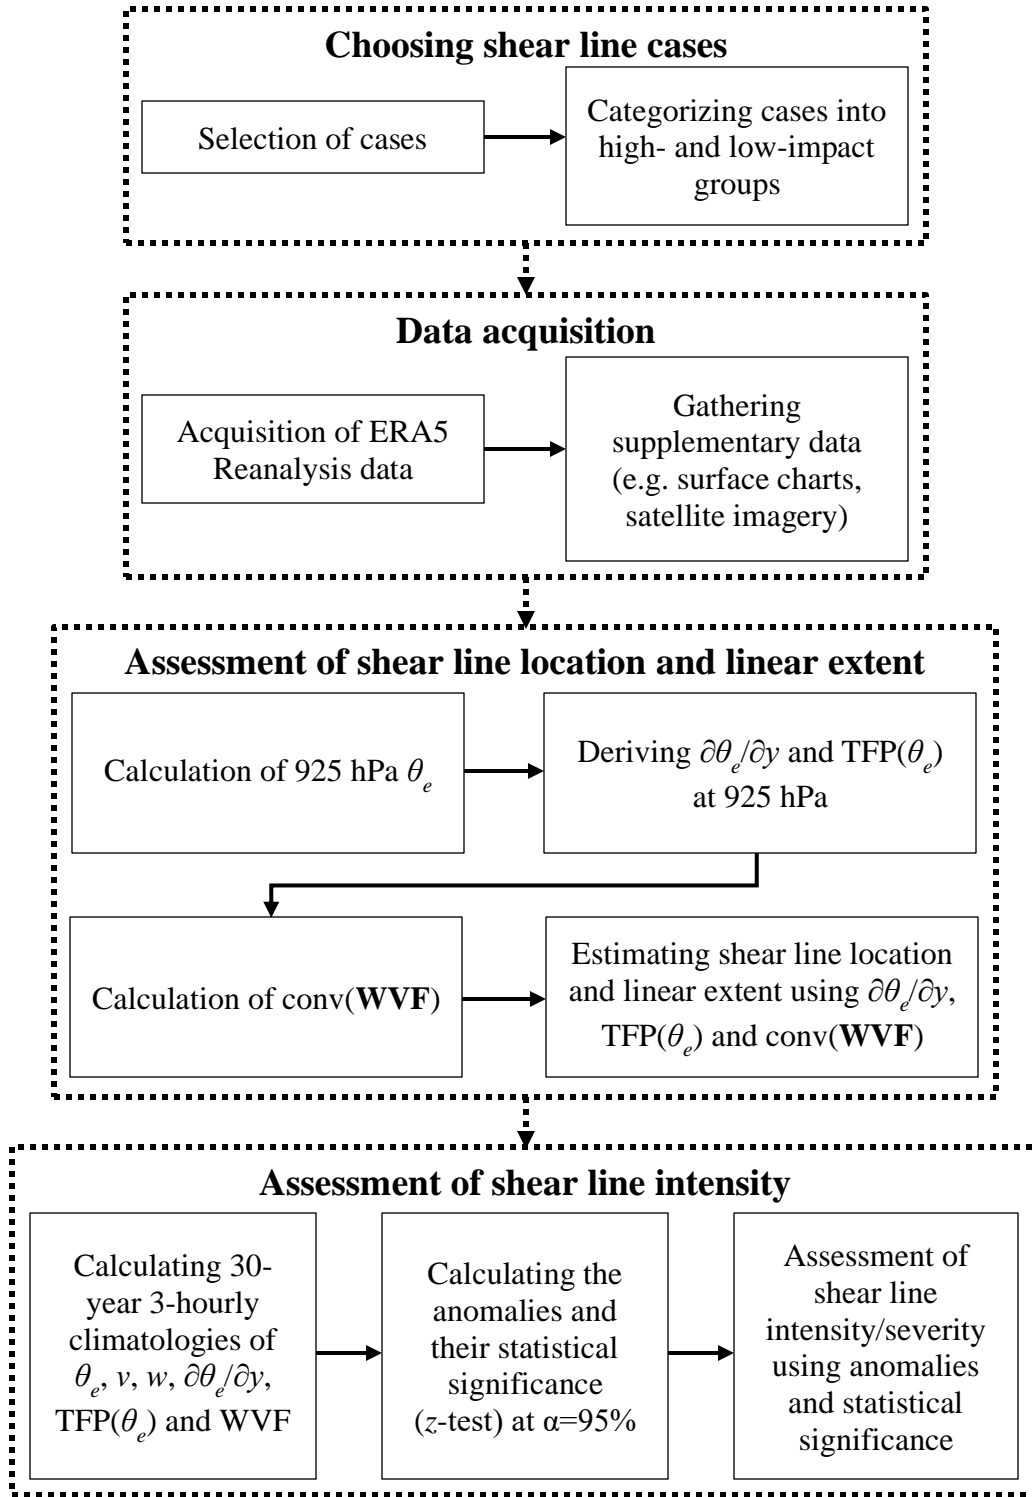 Choosing shear line cases
Selection of cases
Categorizing cases into
high- and low-impact
groups
Data acquisition
Acquisition of ERA5
Reanalysis data
Gathering
supplementary data
(e.g. surface charts,
satellite imagery)
Assessment of shear line location and linear extent
Calculation of 925 hPa θₑ
Deriving ∂θₑ/∂y and TFP(θₑ)
at 925 hPa
Calculation of conv(WVF)
Estimating shear line location
and linear extent using ∂θₑ/∂y,
TFP(θₑ) and conv(WVF)
Assessment of shear line intensity
Calculating 30-
year 3-hourly
climatologies of
θₑ, v, w, ∂θₑ/∂y,
TFP(θₑ) and WVF
Calculating the
anomalies and
their statistical
significance
(z-test) at α=95%
Assessment of
shear line
intensity/severity
using anomalies
and statistical
significance